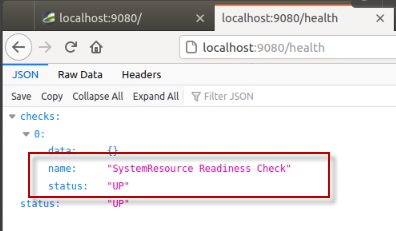 localhost:9080/
localhost:9080/health
localhost:9080/health
JSON Raw Data Headers
Save Copy Collapse All Expand All Filter JSON
checks:
0:
data: {}
name: "SystemResource Readiness Check"
status: "UP"
status: "UP"